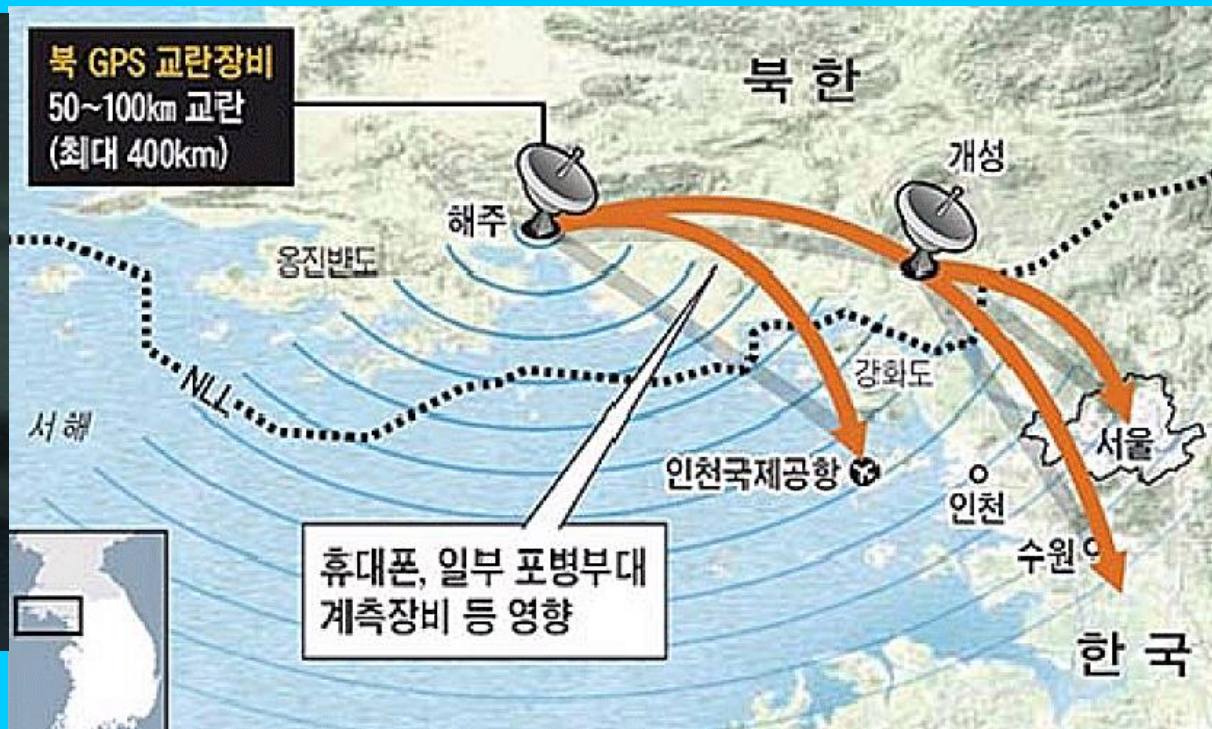 북 GPS 교란장비
50~100㎞ 교란
(최대 400km)
북한
개성
해주
옹진반도
NLL
강화도
서해
서울
인천국제공항
인천
수원
휴대폰, 일부 포병부대
계측장비 등 영향
한국